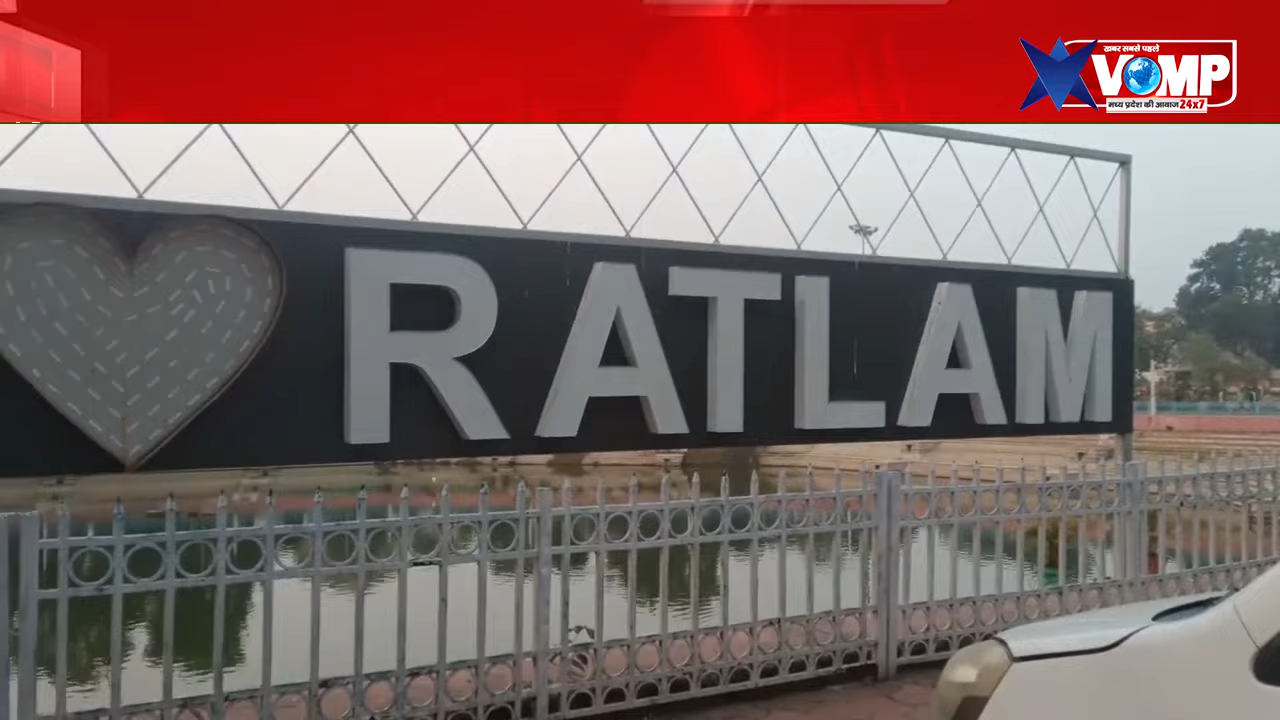 खबर सबसे पहले
VOMP
मध्य प्रदेश की आवाज 24x7
RATLAM